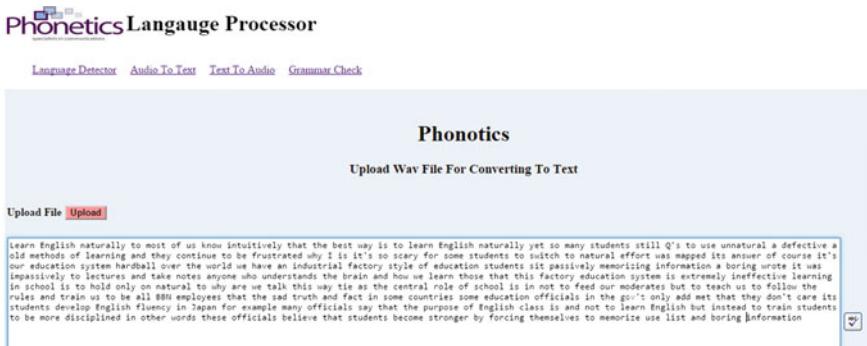 Phonetics Langauge Processor
Language Detector Audio To Text Text To Audio Grammar Check
Phonotics
Upload Wav File For Converting To Text
Upload File Upload
Learn English naturally to most of us know intuitively that the best way is to learn English naturally yet so many students still Q's to use unnatural a defective a
old methods of learning and they continue to be frustrated why I is it's so scary for some students to switch to natural effort was mapped its answer of course it's
our education system hardball over the world we have an industrial factory style of education students sit passively memorizing information a boring wrote it was
impassively to lectures and take notes anyone who understands the brain and how we learn those that this factory education system is extremely ineffective learning
in school is to hold only on natural to why are we talk this way tie as the central role of school is in not to feed our moderates but to teach us to follow the
rules and train us to be all BBN employees that the sad truth and fact in some countries some education officials in the gov't only add met that they don't care its
students develop English fluency in Japan for example many officials say that the purpose of English class is and not to learn English but instead to train students
to be more disciplined in other words these officials believe that students become stronger by forcing themselves to memorize use list and boring information